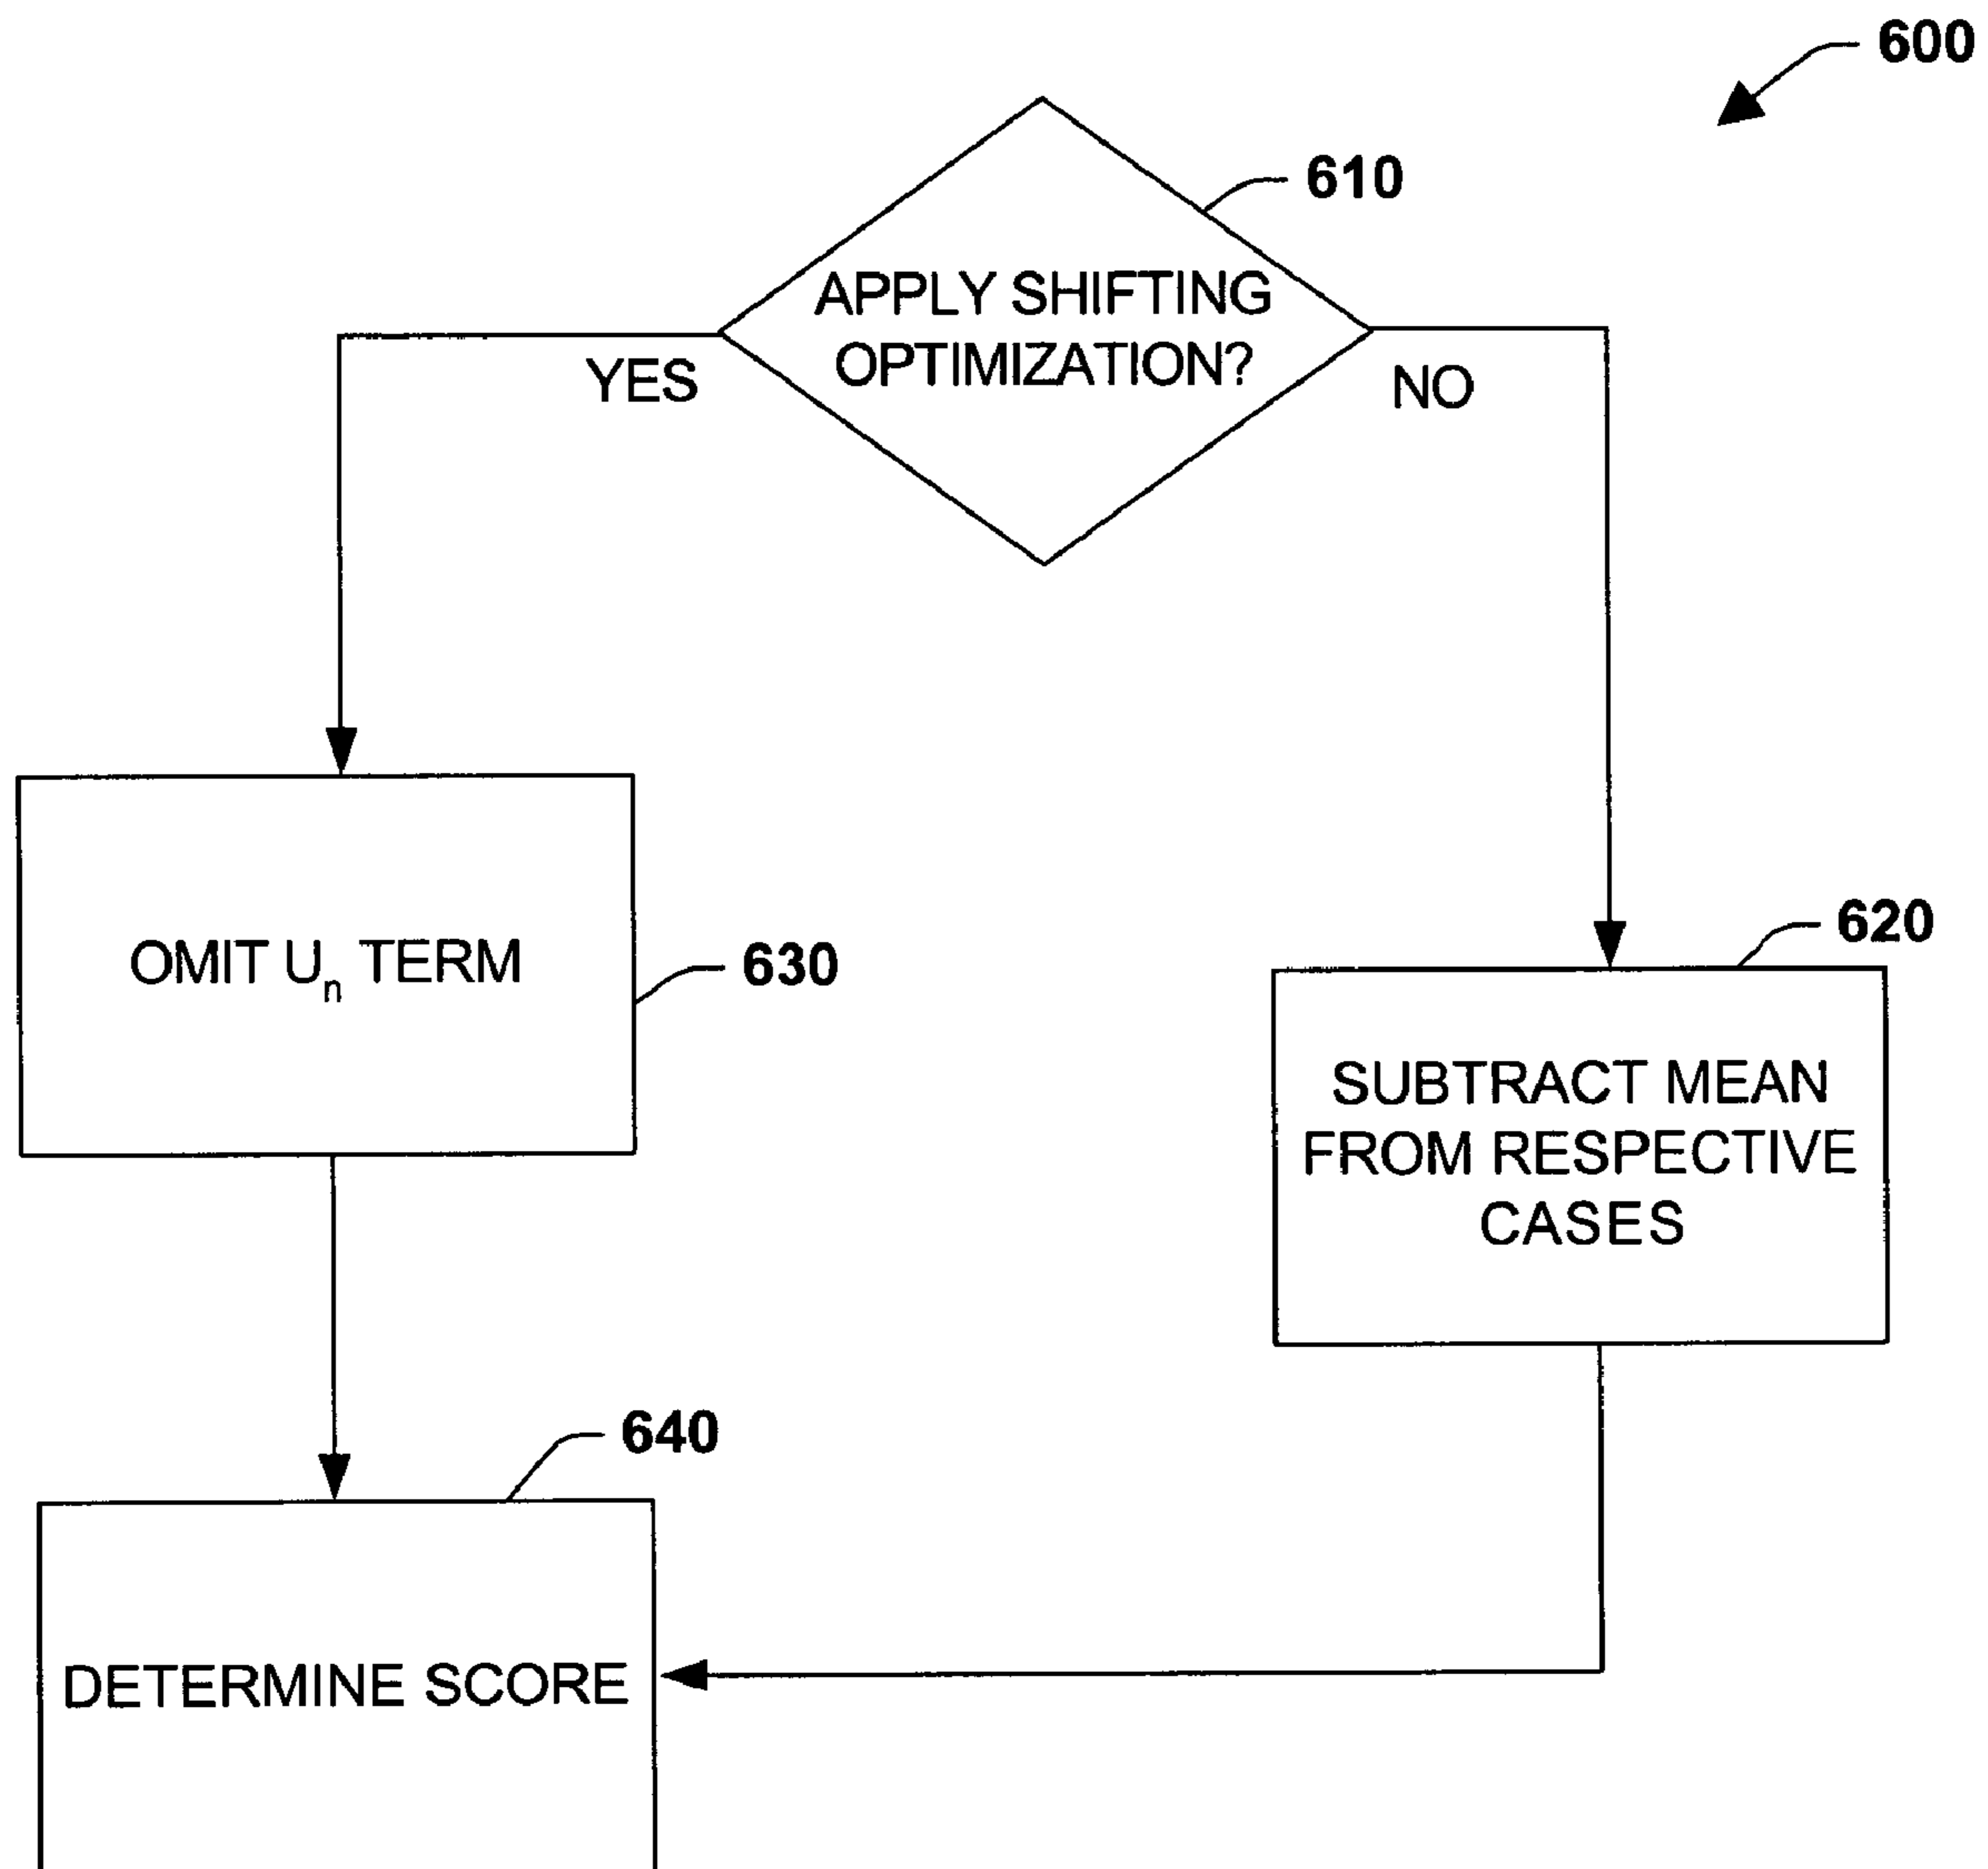 600
610
APPLY SHIFTING
OPTIMIZATION?
YES
NO
OMIT Uₙ TERM
630
620
SUBTRACT MEAN
FROM RESPECTIVE
CASES
640
DETERMINE SCORE